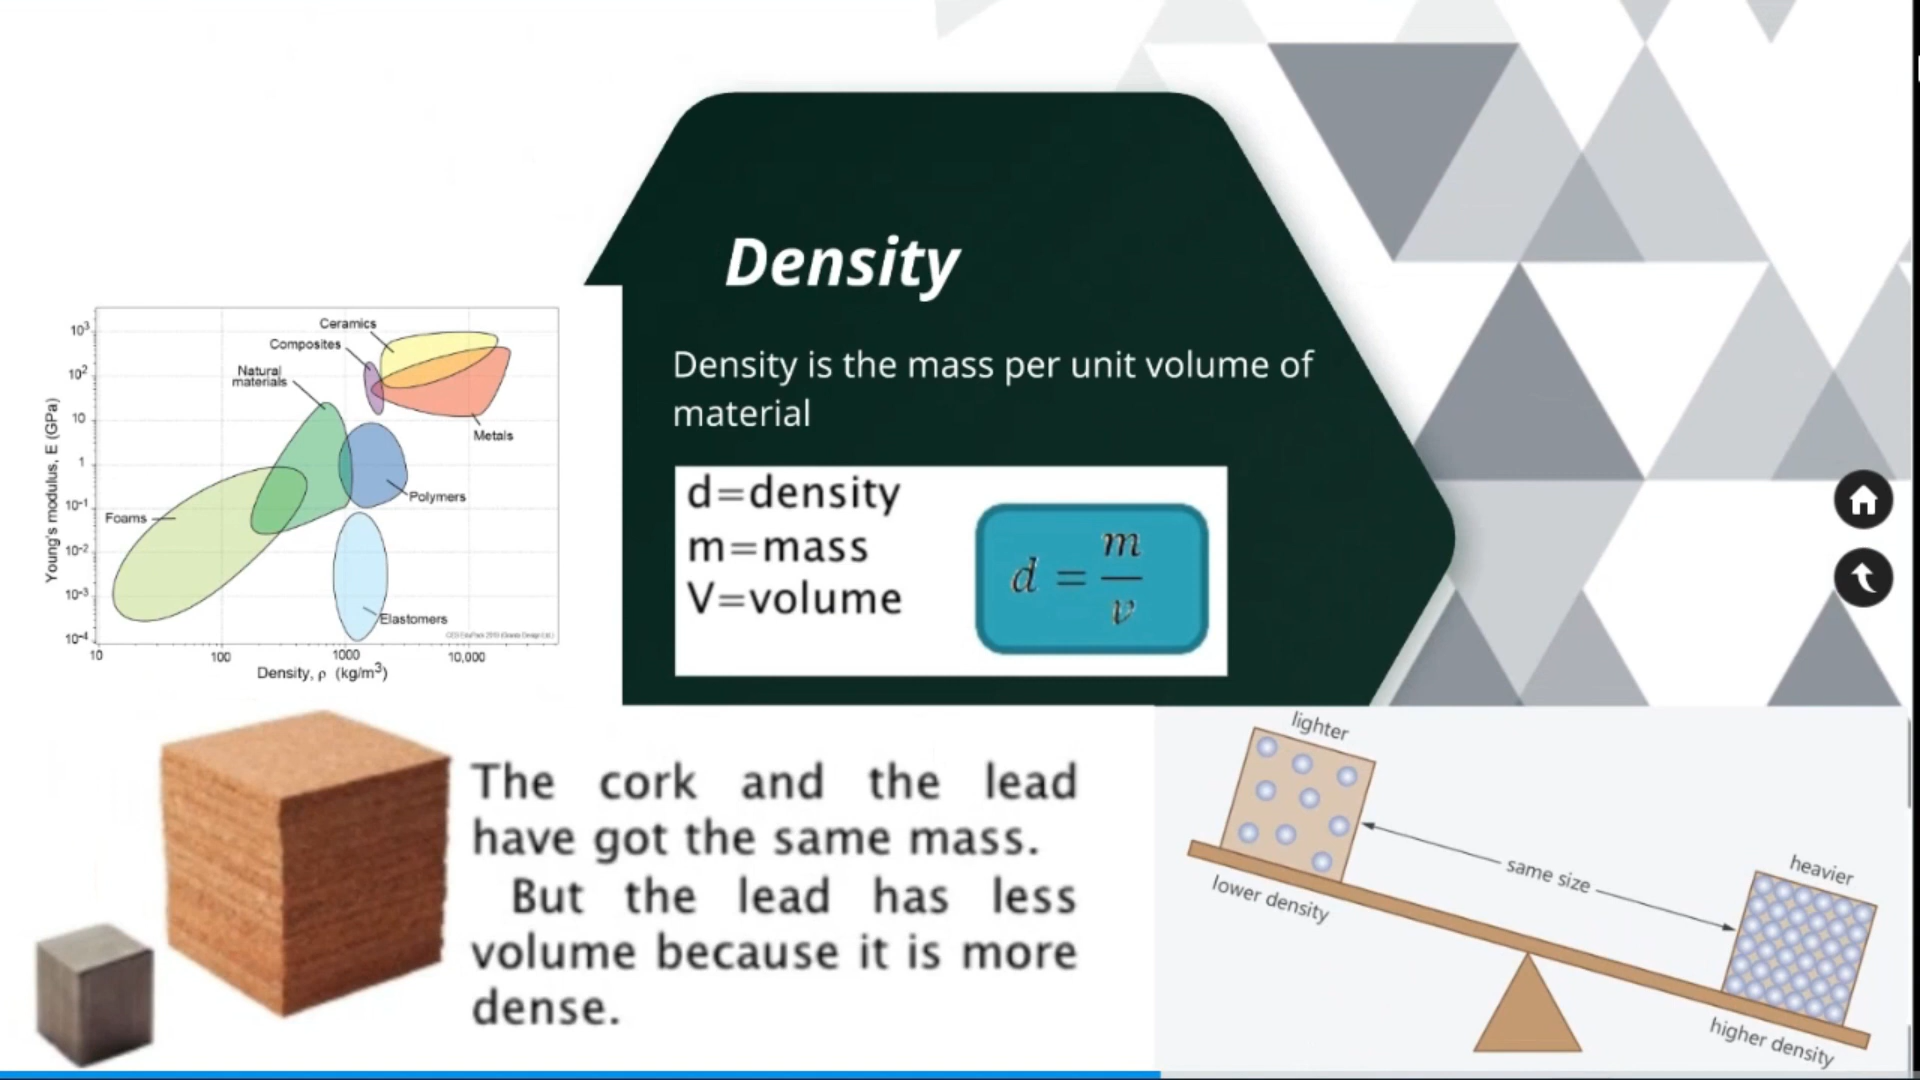 Density
Density is the mass per unit volume of
material
d=density
m=mass
V=volume
d = m
v
10³
10²
10
1
10⁻¹
10⁻²
10⁻³
10⁻⁴
Young's modulus, E (GPa)
Ceramics
Composites
Natural
materials
Metals
Polymers
Foams
Elastomers
10
100
1000
10,000
Density, ρ (kg/m³)
The cork and the lead
have got the same mass.
But the lead has less
volume because it is more
dense.
lighter
lower density
same size
heavier
higher density